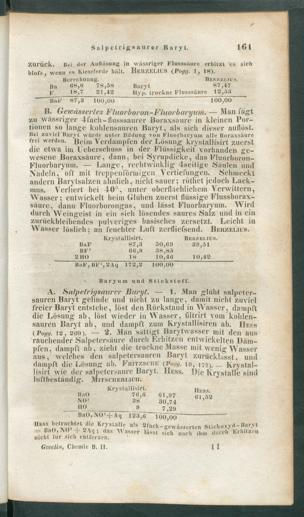 Salpetrigsaurer Baryt. 161
zurück. Bei der Auflösung in wässriger Flusssäure erhitzt es sich
blofs, wenn es Kieselerde hält. BERZELIUS (Pogg. 1, 18).
Berechnung. BERZELIUS.
Ba 68,6 78,58 Baryt 87,47
F 18,7 21,42 Hyp. trockne Flusssäure 12,53
BaF 87,3 100,00 100,00
B. Gewässertes Fluorboron-Fluorbaryum. — Man fügt
zu wässriger 4fach-flusssaurer Boraxsäure in kleinen Por-
tionen so lange kohlensauren Baryt, als sich dieser auflöst.
Bei zuviel Baryt würde unter Bildung von Fluorbaryum alle Boraxsäure
frei werden. Beim Verdampfen der Lösung krystallisirt zuerst
die etwa im Ueberschuss in der Flüssigkeit vorhanden ge-
wesene Boraxsäure, dann, bei Syrupdicke, das Fluorboron-
Fluorbaryum. — Lange, rechtwinklig 4seitige Säulen und
Nadeln, oft mit treppenförmigen Vertiefungen. Schmeckt
andern Barytsalzen ähnlich, nicht sauer; röthet jedoch Lack-
mus. Verliert bei 40°, unter oberflächlichem Verwittern,
Wasser; entwickelt beim Glühen zuerst flüssige Flussborax-
säure, dann Fluorborongas, und lässt Fluorbaryum. Wird
durch Weingeist in ein sich lösendes saures Salz und in ein
zurückbleibendes pulveriges basisches zersetzt. Leicht in
Wasser löslich; an feuchter Luft zerfliefsend. BERZELIUS.
Krystallisirt. BERZELIUS.
BaF 87,3 50,69 39,51
BF³ 66,9 38,85
2HO 18 10,46 10,42
BaF,BF³,2Aq 172,2 100,00
Baryum und Stickstoff.
A. Salpetrigsaurer Baryt. — 1. Man glüht salpeter-
sauren Baryt gelinde und nicht zu lange, damit nicht zuviel
freier Baryt entstehe, löst den Rückstand in Wasser, dampft
die Lösung ab, löst wieder in Wasser, filtrirt vom kohlen-
sauren Baryt ab, und dampft zum Krystallisiren ab. HESS
(Pogg. 12, 260). — 2. Man sättigt Barytwasser mit den aus
rauchender Salpetersäure durch Erhitzen entwickelten Däm-
pfen, dampft ab, zieht die trockne Masse mit wenig Wasser
aus, welches den salpetersauren Baryt zurücklasst, und
dampft die Lösung ab. FRITZSCHE (Pogg. 19, 179). — Krystal-
lisirt wie der salpetersaure Baryt. HESS. Die Krystalle sind
luftbeständig. MITSCHERLICH.
Krystallisirt. HESS.
BaO 76,6 61,97 61,52
NO³ 38 30,74
HO 9 7,29
BaO,NO³+Aq 123,6 100,00
HESS betrachtet die Krystalle als 2fach-gewässerten Stickoxyd-Baryt
= BaO,NO² + 2Aq; das Wasser lässt sich nach ihm durch Erhitzen
nicht für sich entfernen.
Gmelin, Chemie B. II. 11